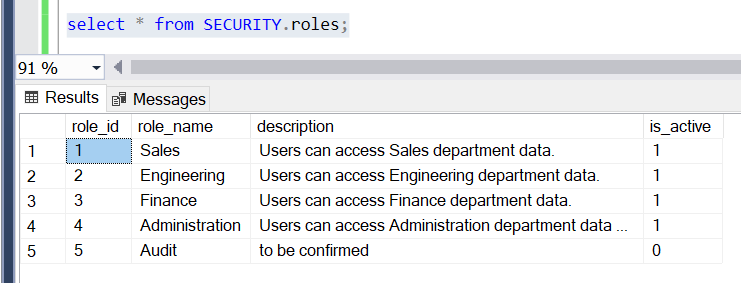 select * from SECURITY.roles;
91 %
Results Messages
role_id role_name description is_active
1 1 Sales Users can access Sales department data. 1
2 2 Engineering Users can access Engineering department data. 1
3 3 Finance Users can access Finance department data. 1
4 4 Administration Users can access Administration department data ... 1
5 5 Audit to be confirmed 0